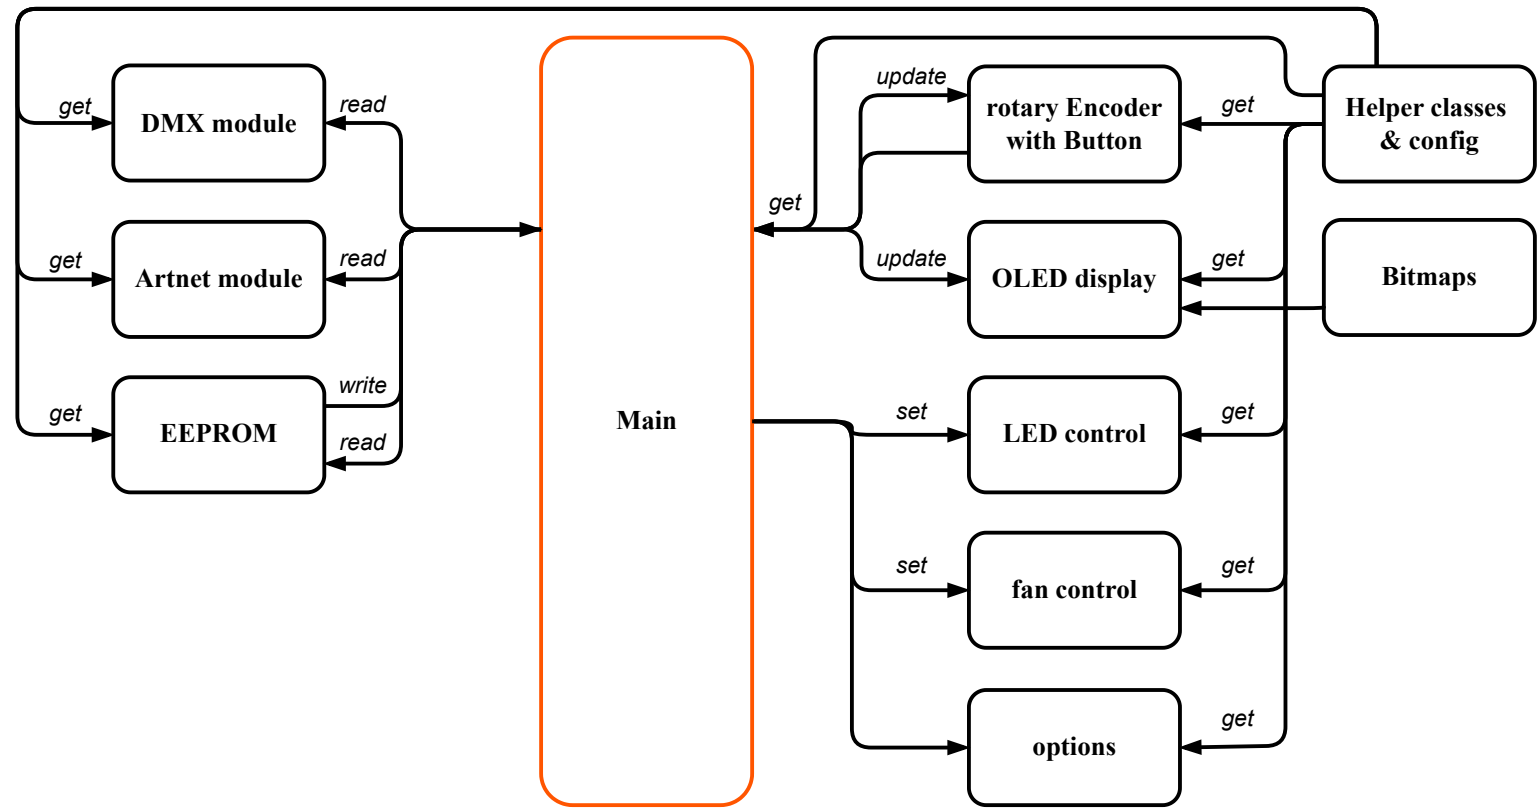 get
DMX module
read
get
Artnet module
read
get
EEPROM
write
read
Main
get
update
rotary Encoder
with Button
get
Helper classes
& config
update
OLED display
get
Bitmaps
set
LED control
get
set
fan control
get
options
get